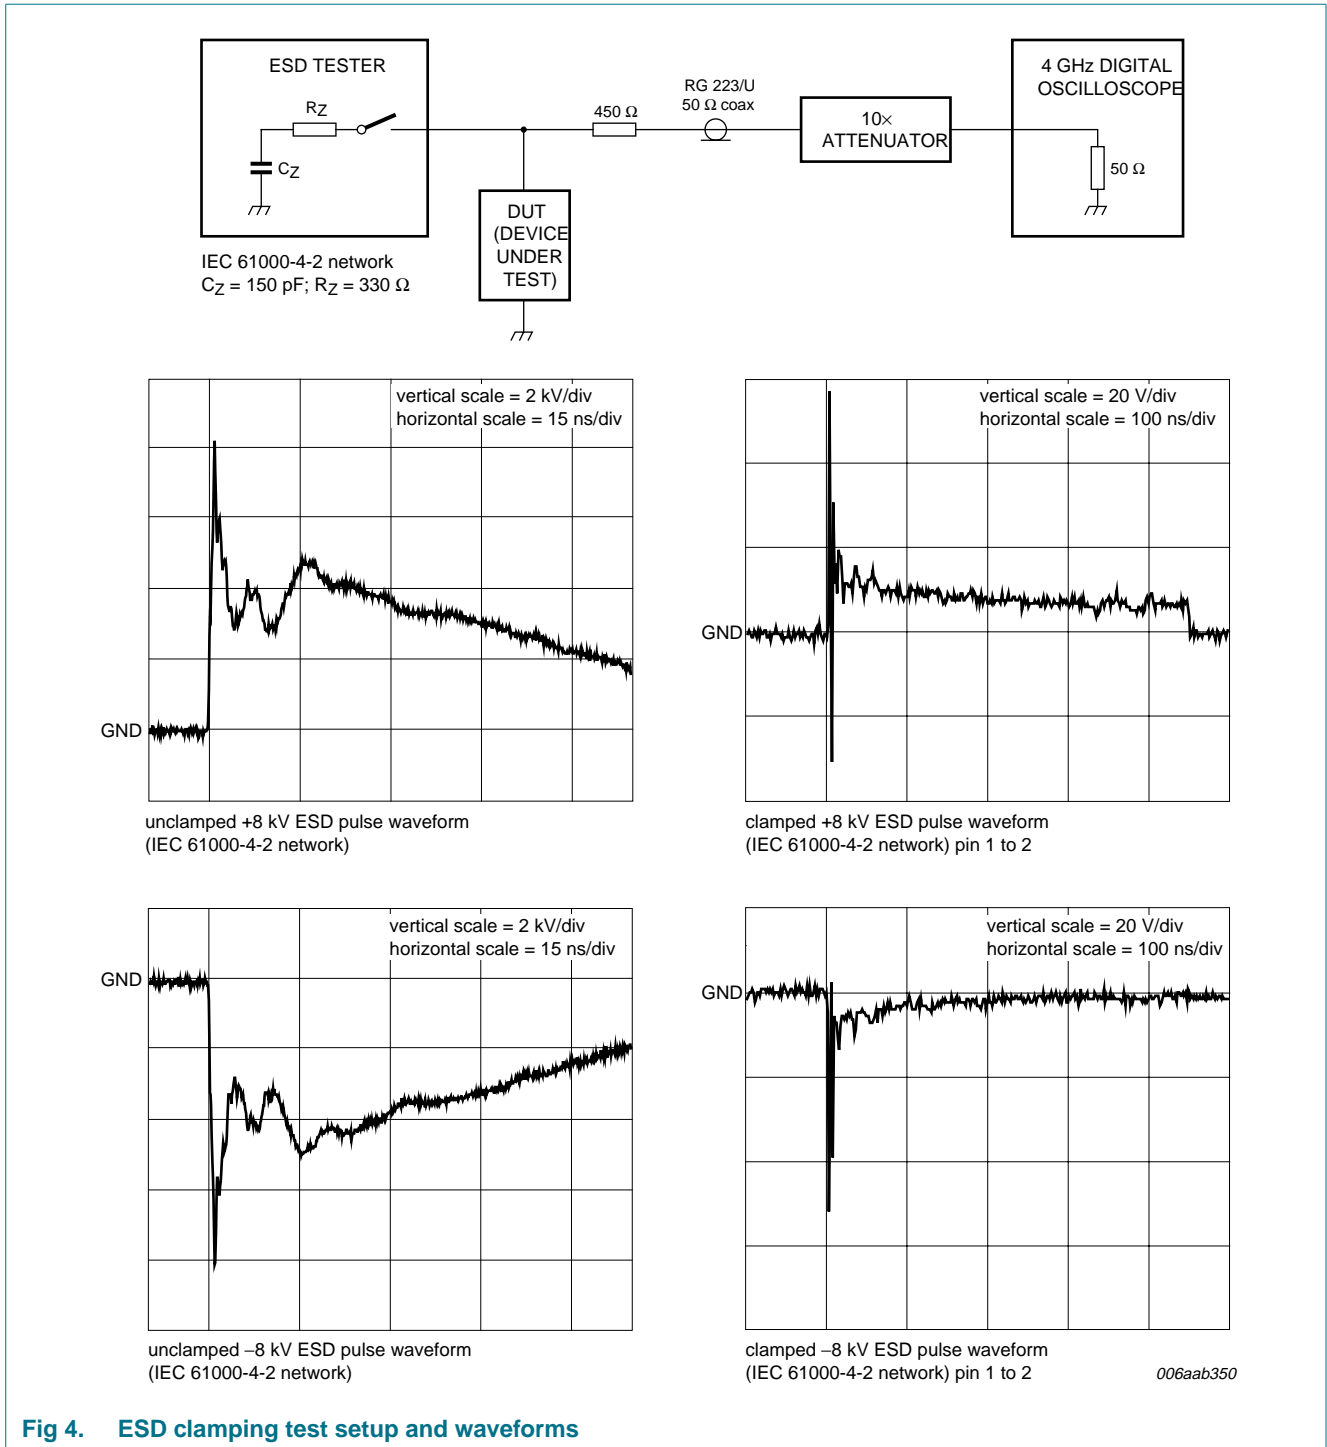 ESD TESTER
RZ
CZ
IEC 61000-4-2 network
CZ = 150 pF; RZ = 330 Ω
DUT
(DEVICE
UNDER
TEST)
450 Ω
RG 223/U
50 Ω coax
10×
ATTENUATOR
4 GHz DIGITAL
OSCILLOSCOPE
50 Ω
vertical scale = 2 kV/div
horizontal scale = 15 ns/div
GND
unclamped +8 kV ESD pulse waveform
(IEC 61000-4-2 network)
vertical scale = 20 V/div
horizontal scale = 100 ns/div
GND
clamped +8 kV ESD pulse waveform
(IEC 61000-4-2 network) pin 1 to 2
vertical scale = 2 kV/div
horizontal scale = 15 ns/div
GND
unclamped −8 kV ESD pulse waveform
(IEC 61000-4-2 network)
vertical scale = 20 V/div
horizontal scale = 100 ns/div
GND
clamped −8 kV ESD pulse waveform
(IEC 61000-4-2 network) pin 1 to 2
006aab350
Fig 4. ESD clamping test setup and waveforms